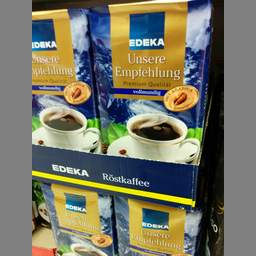 EDEKA
Unsere
Empfehlung
Premium Qualität
vollmundig
EDEKA
Unsere
Empfehlung
Premium Qualität
vollmundig
EDEKA Röstkaffee
EDEKA
Unsere
Empfehlung
EDEKA
Unsere
Empfehlung